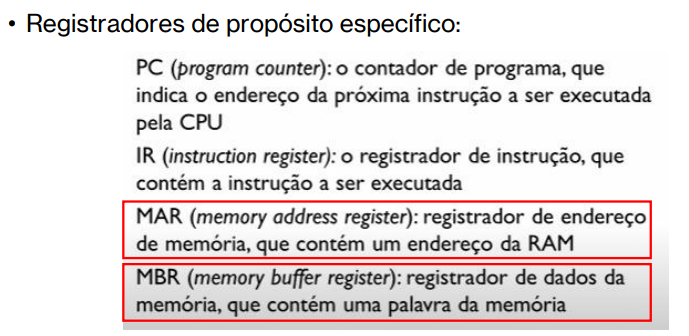 • Registradores de propósito específico:
PC (program counter): o contador de programa, que
indica o endereço da próxima instrução a ser executada
pela CPU
IR (instruction register): o registrador de instrução, que
contém a instrução a ser executada
MAR (memory address register): registrador de endereço
de memória, que contém um endereço da RAM
MBR (memory buffer register): registrador de dados da
memória, que contém uma palavra da memória